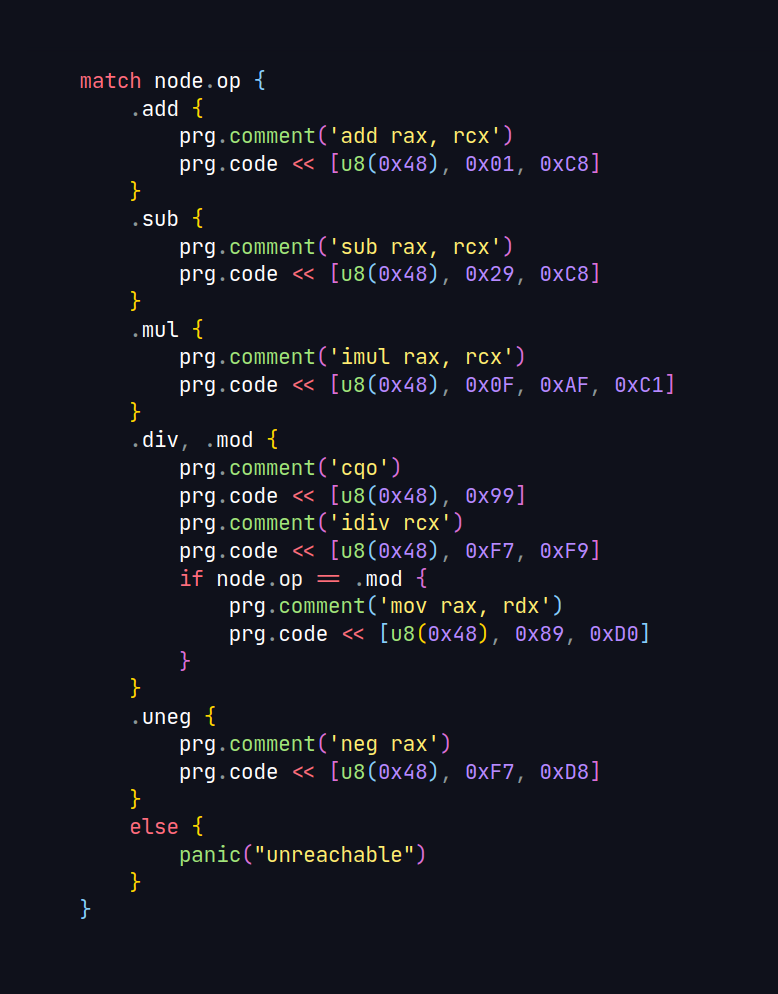 match node.op {
    .add {
        prg.comment('add rax, rcx')
        prg.code << [u8(0x48), 0x01, 0xC8]
    }
    .sub {
        prg.comment('sub rax, rcx')
        prg.code << [u8(0x48), 0x29, 0xC8]
    }
    .mul {
        prg.comment('imul rax, rcx')
        prg.code << [u8(0x48), 0x0F, 0xAF, 0xC1]
    }
    .div, .mod {
        prg.comment('cqo')
        prg.code << [u8(0x48), 0x99]
        prg.comment('idiv rcx')
        prg.code << [u8(0x48), 0xF7, 0xF9]
        if node.op == .mod {
            prg.comment('mov rax, rdx')
            prg.code << [u8(0x48), 0x89, 0xD0]
        }
    }
    .uneg {
        prg.comment('neg rax')
        prg.code << [u8(0x48), 0xF7, 0xD8]
    }
    else {
        panic("unreachable")
    }
}